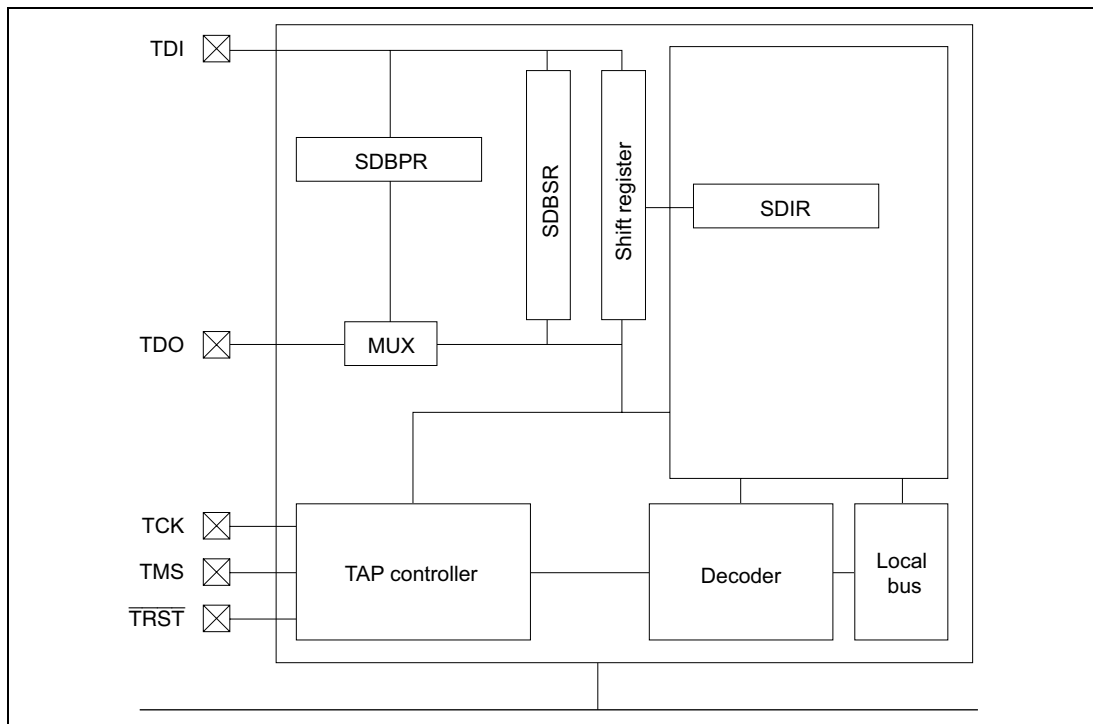 TDI
SDBPR
SDBSR
Shift register
SDIR
TDO
MUX
TCK
TMS
TRST
TAP controller
Decoder
Local
bus